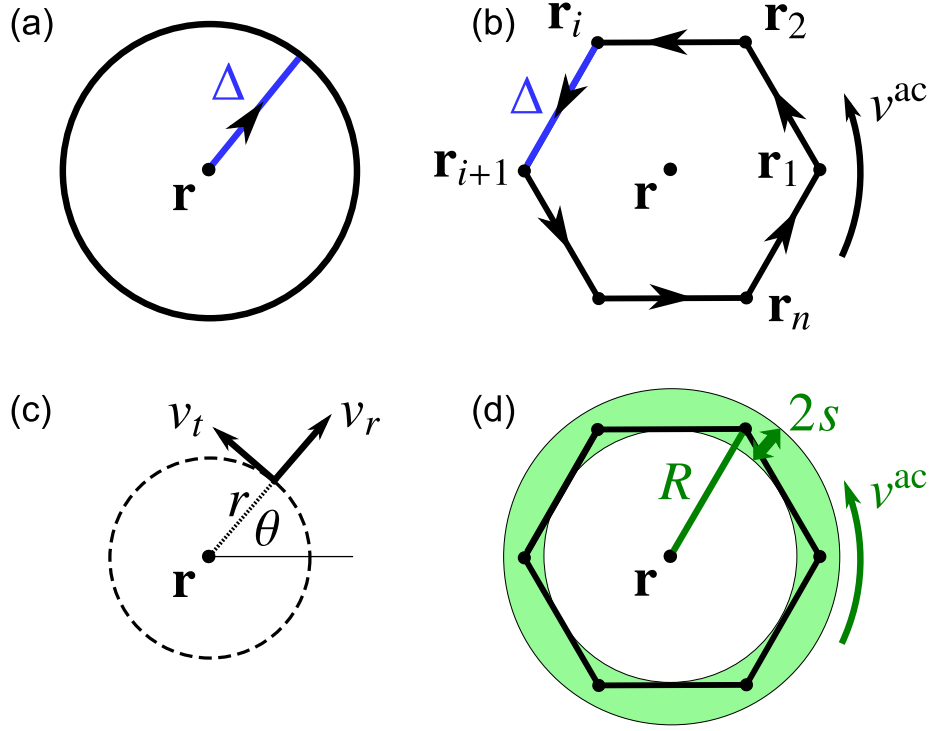 (a)
Δ
r
(b)
r_i
r_2
Δ
v^ac
r_{i+1}
r
r_1
r_n
(c)
v_t
v_r
r
θ
r
(d)
2s
R
v^ac
r